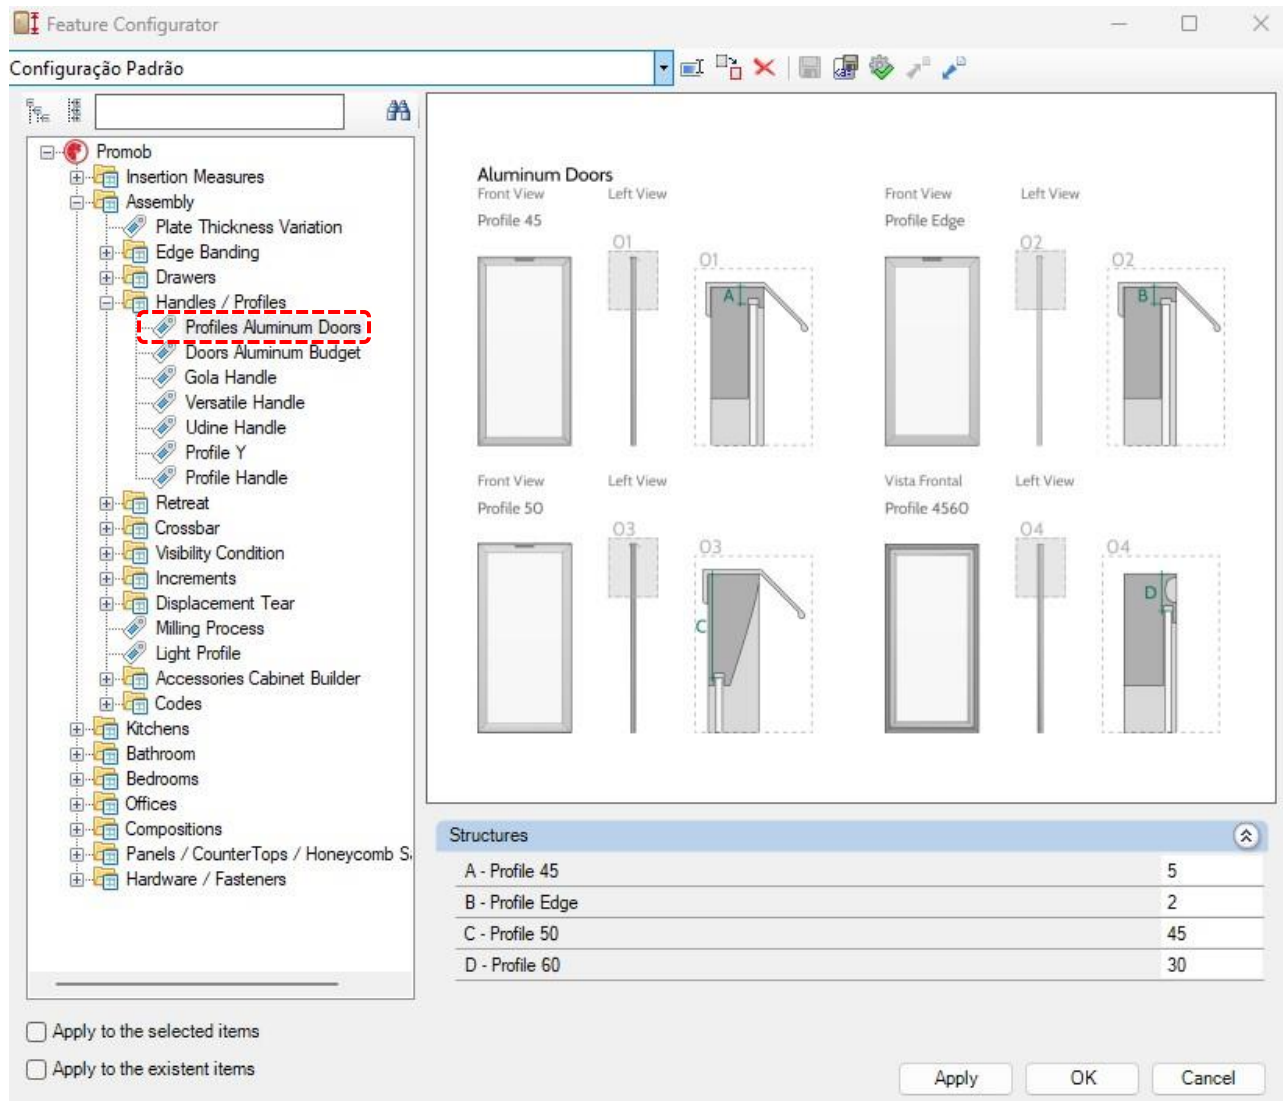 Feature Configurator
Configuração Padrão
Promob
Insertion Measures
Assembly
Plate Thickness Variation
Edge Banding
Drawers
Handles / Profiles
Profiles Aluminum Doors
Doors Aluminum Budget
Gola Handle
Versatile Handle
Udine Handle
Profile Y
Profile Handle
Retreat
Crossbar
Visibility Condition
Increments
Displacement Tear
Milling Process
Light Profile
Accessories Cabinet Builder
Codes
Kitchens
Bathroom
Bedrooms
Offices
Compositions
Panels / CounterTops / Honeycomb S
Hardware / Fasteners
Aluminum Doors
Front View Left View
Profile 45
01
01
A
Front View Left View
Profile Edge
02
02
B
Front View Left View
Profile 50
03
03
C
Vista Frontal Left View
Profile 4560
04
04
D
Structures
A - Profile 45 5
B - Profile Edge 2
C - Profile 50 45
D - Profile 60 30
Apply to the selected items
Apply to the existent items
Apply OK Cancel